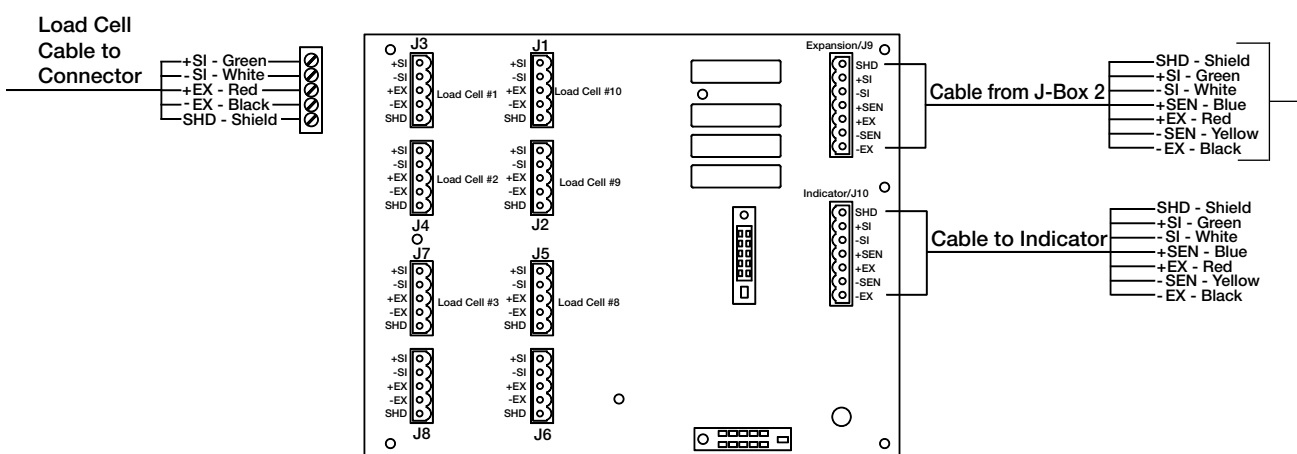 Load Cell
Cable to
Connector
+SI - Green
- SI - White
+EX - Red
- EX - Black
SHD - Shield
J3
+SI
-SI
+EX
-EX
SHD
Load Cell #1
J1
+SI
-SI
+EX
-EX
SHD
Load Cell #10
+SI
-SI
+EX
-EX
SHD
Load Cell #2
J4
+SI
-SI
+EX
-EX
SHD
Load Cell #9
J2
J7
+SI
-SI
+EX
-EX
SHD
Load Cell #3
J5
+SI
-SI
+EX
-EX
SHD
Load Cell #8
+SI
-SI
+EX
-EX
SHD
J8
+SI
-SI
+EX
-EX
SHD
J6
Expansion/J9
SHD
+SI
-SI
+SEN
+EX
-SEN
-EX
Cable from J-Box 2
SHD - Shield
+SI - Green
- SI - White
+SEN - Blue
+EX - Red
- SEN - Yellow
- EX - Black
Indicator/J10
SHD
+SI
-SI
+SEN
+EX
-SEN
-EX
Cable to Indicator
SHD - Shield
+SI - Green
- SI - White
+SEN - Blue
+EX - Red
- SEN - Yellow
- EX - Black